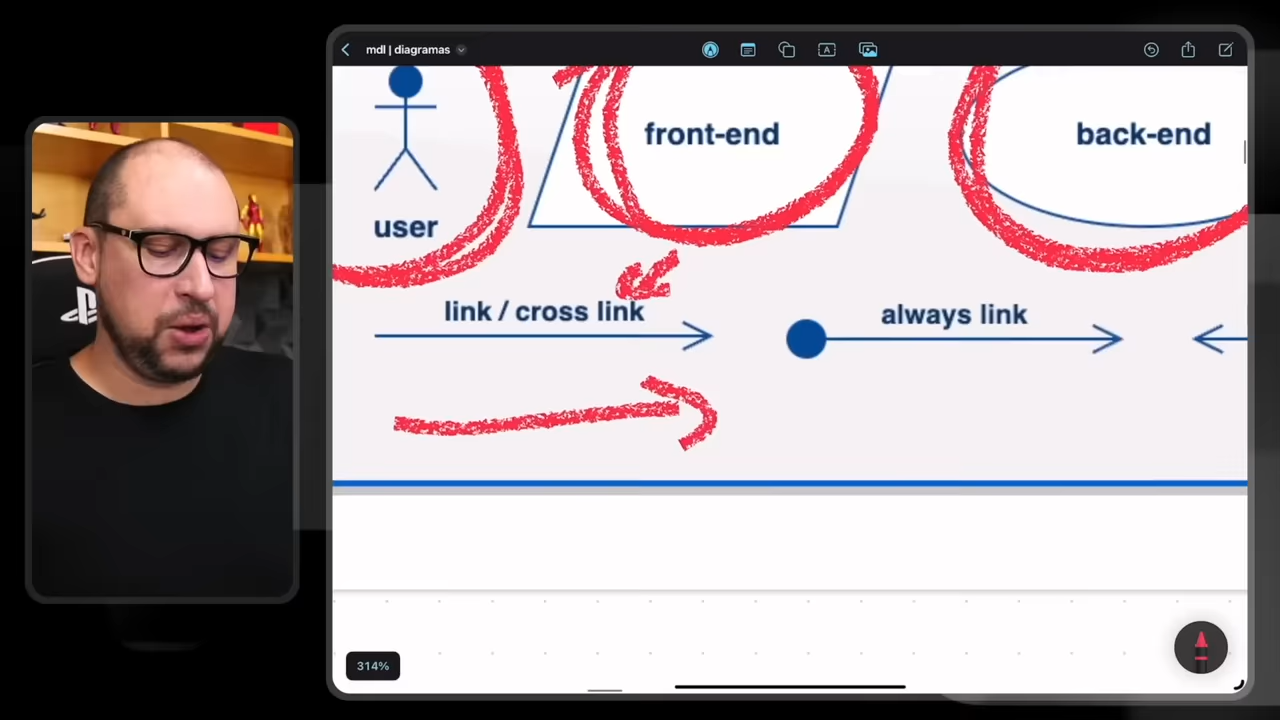 mdl | diagramas
front-end
back-end
user
link / cross link
always link
314%